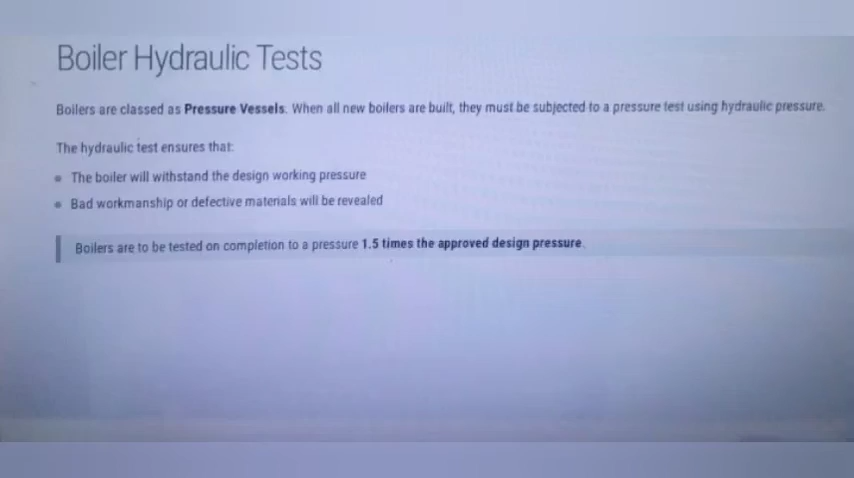 Boiler Hydraulic Tests
Boilers are classed as Pressure Vessels. When all new boilers are built, they must be subjected to a pressure test using hydraulic pressure.
The hydraulic test ensures that:
The boiler will withstand the design working pressure
Bad workmanship or defective materials will be revealed
Boilers are to be tested on completion to a pressure 1.5 times the approved design pressure.